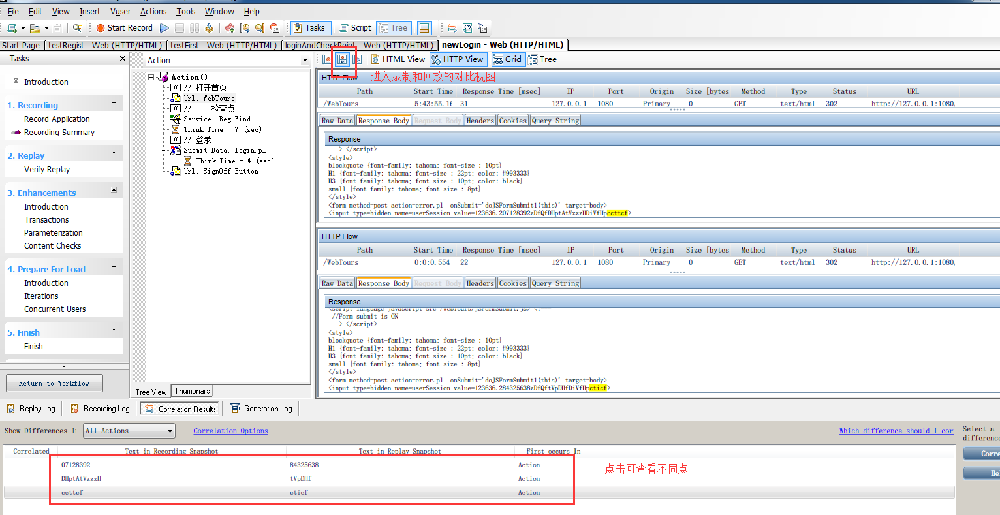 File Edit View Insert Vuser Actions Tools Window Help
Start Record Tasks Script Tree
Start Page testRegist - Web (HTTP/HTML) testFirst - Web (HTTP/HTML) loginAndCheckPoint - Web (HTTP/HTML) newLogin - Web (HTTP/HTML)
Tasks
Introduction
1. Recording
Record Application
Recording Summary
2. Replay
Verify Replay
3. Enhancements
Introduction
Transactions
Parameterization
Content Checks
4. Prepare For Load
Introduction
Iterations
Concurrent Users
5. Finish
Finish
Return to Workflow
Action
Action()
// 打开首页
Url: WebTours
// 检查点
Service: Reg Find
Think Time - 7 (sec)
// 登录
Submit Data: login.pl
Think Time - 4 (sec)
Url: SignOff Button
Tree View Thumbnails
HTML View HTTP View Grid Tree
HTTP Flow 进入录制和回放的对比视图
Path Start Time Response Time [msec] IP Port Origin Size [bytes Method Type Status URL
/WebTours 5:43:55.16 31 127.0.0.1 1080 Primary 0 GET text/html 302 http://127.0.0.1:1080/
Raw Data Response Body Request Body Headers Cookies Query String
Response
--> </script>
<style>
blockquote {font-family: tahoma; font-size : 10pt}
H1 {font-family: tahoma; font-size : 22pt; color: #993333}
H3 {font-family: tahoma; font-size : 10pt; color: black}
small {font-family: tahoma; font-size : 8pt}
</style>
<form method=post action=error.pl onSubmit='doJSFormSubmit1(this)' target=body>
<input type=hidden name=userSession value=123636.207128392zDfQfDHptAtVzzzHDiVfHpccttcf>
HTTP Flow
Path Start Time Response Time [msec] IP Port Origin Size [bytes Method Type Status URL
/WebTours 0:0:0.554 22 127.0.0.1 1080 Primary 0 GET text/html 302 http://127.0.0.1:1080/
Raw Data Response Body Request Body Headers Cookies Query String
Response
<script language=javascript src=/WebTours/jsFormSubmit.js> <!--
//Form submit is ON
--> </script>
<style>
blockquote {font-family: tahoma; font-size : 10pt}
H1 {font-family: tahoma; font-size : 22pt; color: #993333}
H3 {font-family: tahoma; font-size : 10pt; color: black}
small {font-family: tahoma; font-size : 8pt}
</style>
<form method=post action=error.pl onSubmit='doJSFormSubmit1(this)' target=body>
<input type=hidden name=userSession value=123636.284325638zDfQftVpDHfDiVfHpcticf>
Replay Log Recording Log Correlation Results Generation Log
Show Differences I: All Actions Correlation Options Which difference should I cor: Select a
difference
Correlated Text in Recording Snapshot Text in Replay Snapshot First occurs In Corre
07128392 84325638 Action 点击可查看不同点
DHptAtVzzzH tVpDHf Action He
ccttcf cticf Action